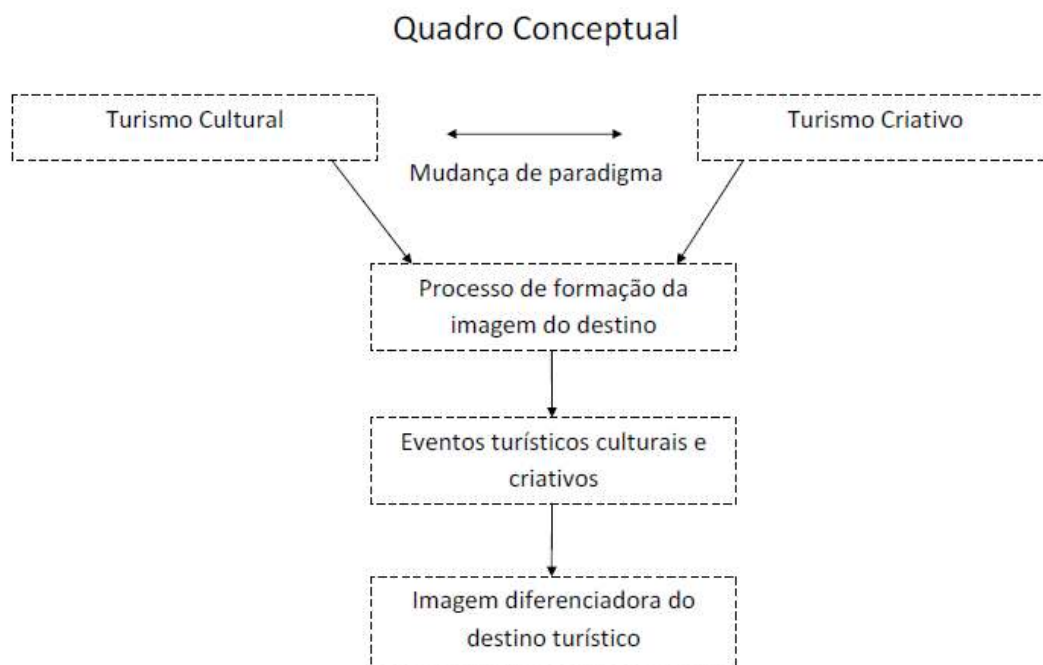 Quadro Conceptual
Turismo Cultural
Turismo Criativo
Mudança de paradigma
Processo de formação da
imagem do destino
Eventos turísticos culturais e
criativos
Imagem diferenciadora do
destino turístico